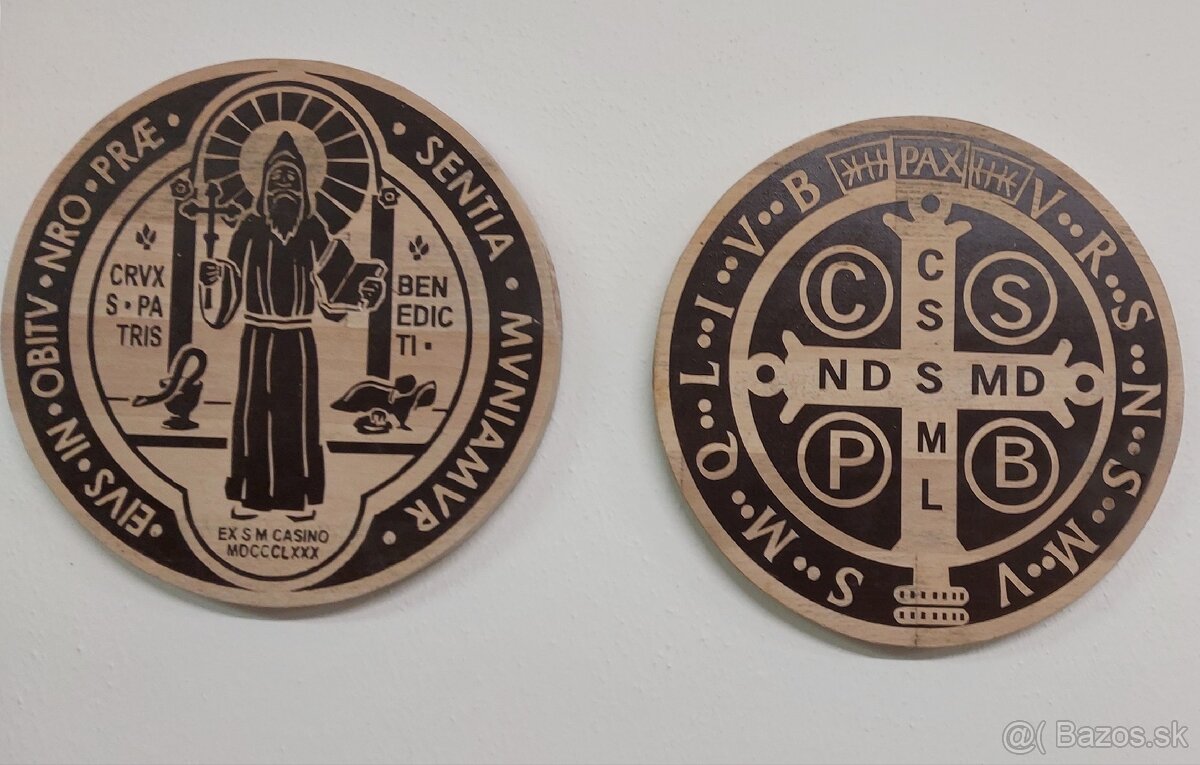 EIVS • IN • OBITV • NRO • PRÆ •
• SENTIA • MVNIAMVR •
CRVX
S • PA
TRIS
BEN
EDIC
TI •
EX S M CASINO
MDCCCLXXX
PAX
V •• R •• S •• N •• S •• M •• V
S •• M •• Q •• L •• I •• V •• B
C S
P B
C
S
N D S M D
M
L
@( Bazos.sk